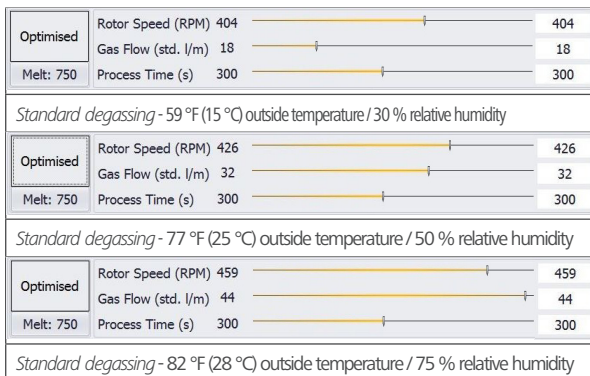 Optimised
Rotor Speed (RPM) 404 404
Gas Flow (std. l/m) 18 18
Melt: 750 Process Time (s) 300 300
Standard degassing - 59 °F (15 °C) outside temperature / 30 % relative humidity
Optimised
Rotor Speed (RPM) 426 426
Gas Flow (std. l/m) 32 32
Melt: 750 Process Time (s) 300 300
Standard degassing - 77 °F (25 °C) outside temperature / 50 % relative humidity
Optimised
Rotor Speed (RPM) 459 459
Gas Flow (std. l/m) 44 44
Melt: 750 Process Time (s) 300 300
Standard degassing - 82 °F (28 °C) outside temperature / 75 % relative humidity